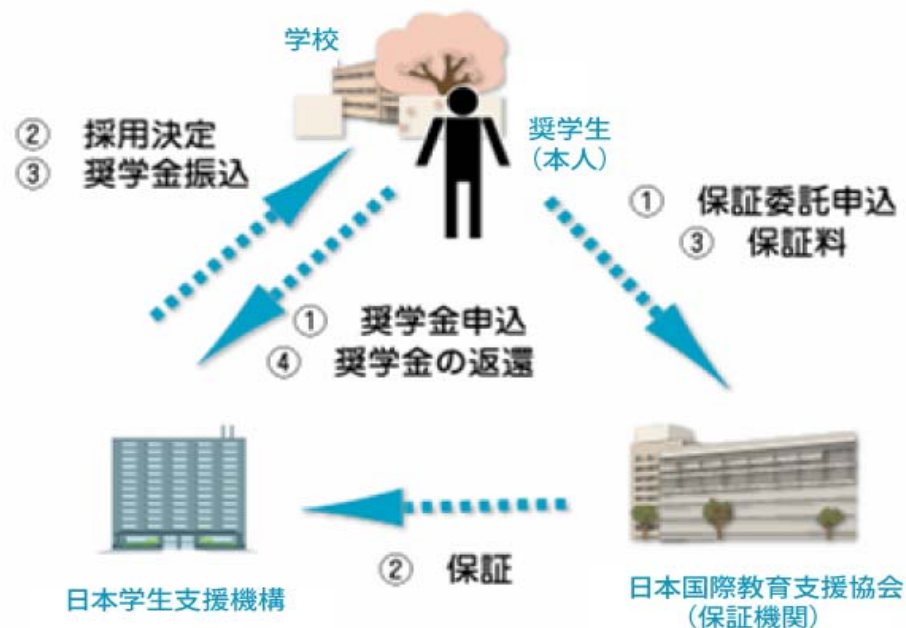 学校
② 採用決定
③ 奨学金振込
奨学生
（本人）
① 保証委託申込
③ 保証料
① 奨学金申込
④ 奨学金の返還
② 保証
日本学生支援機構
日本国際教育支援協会
（保証機関）